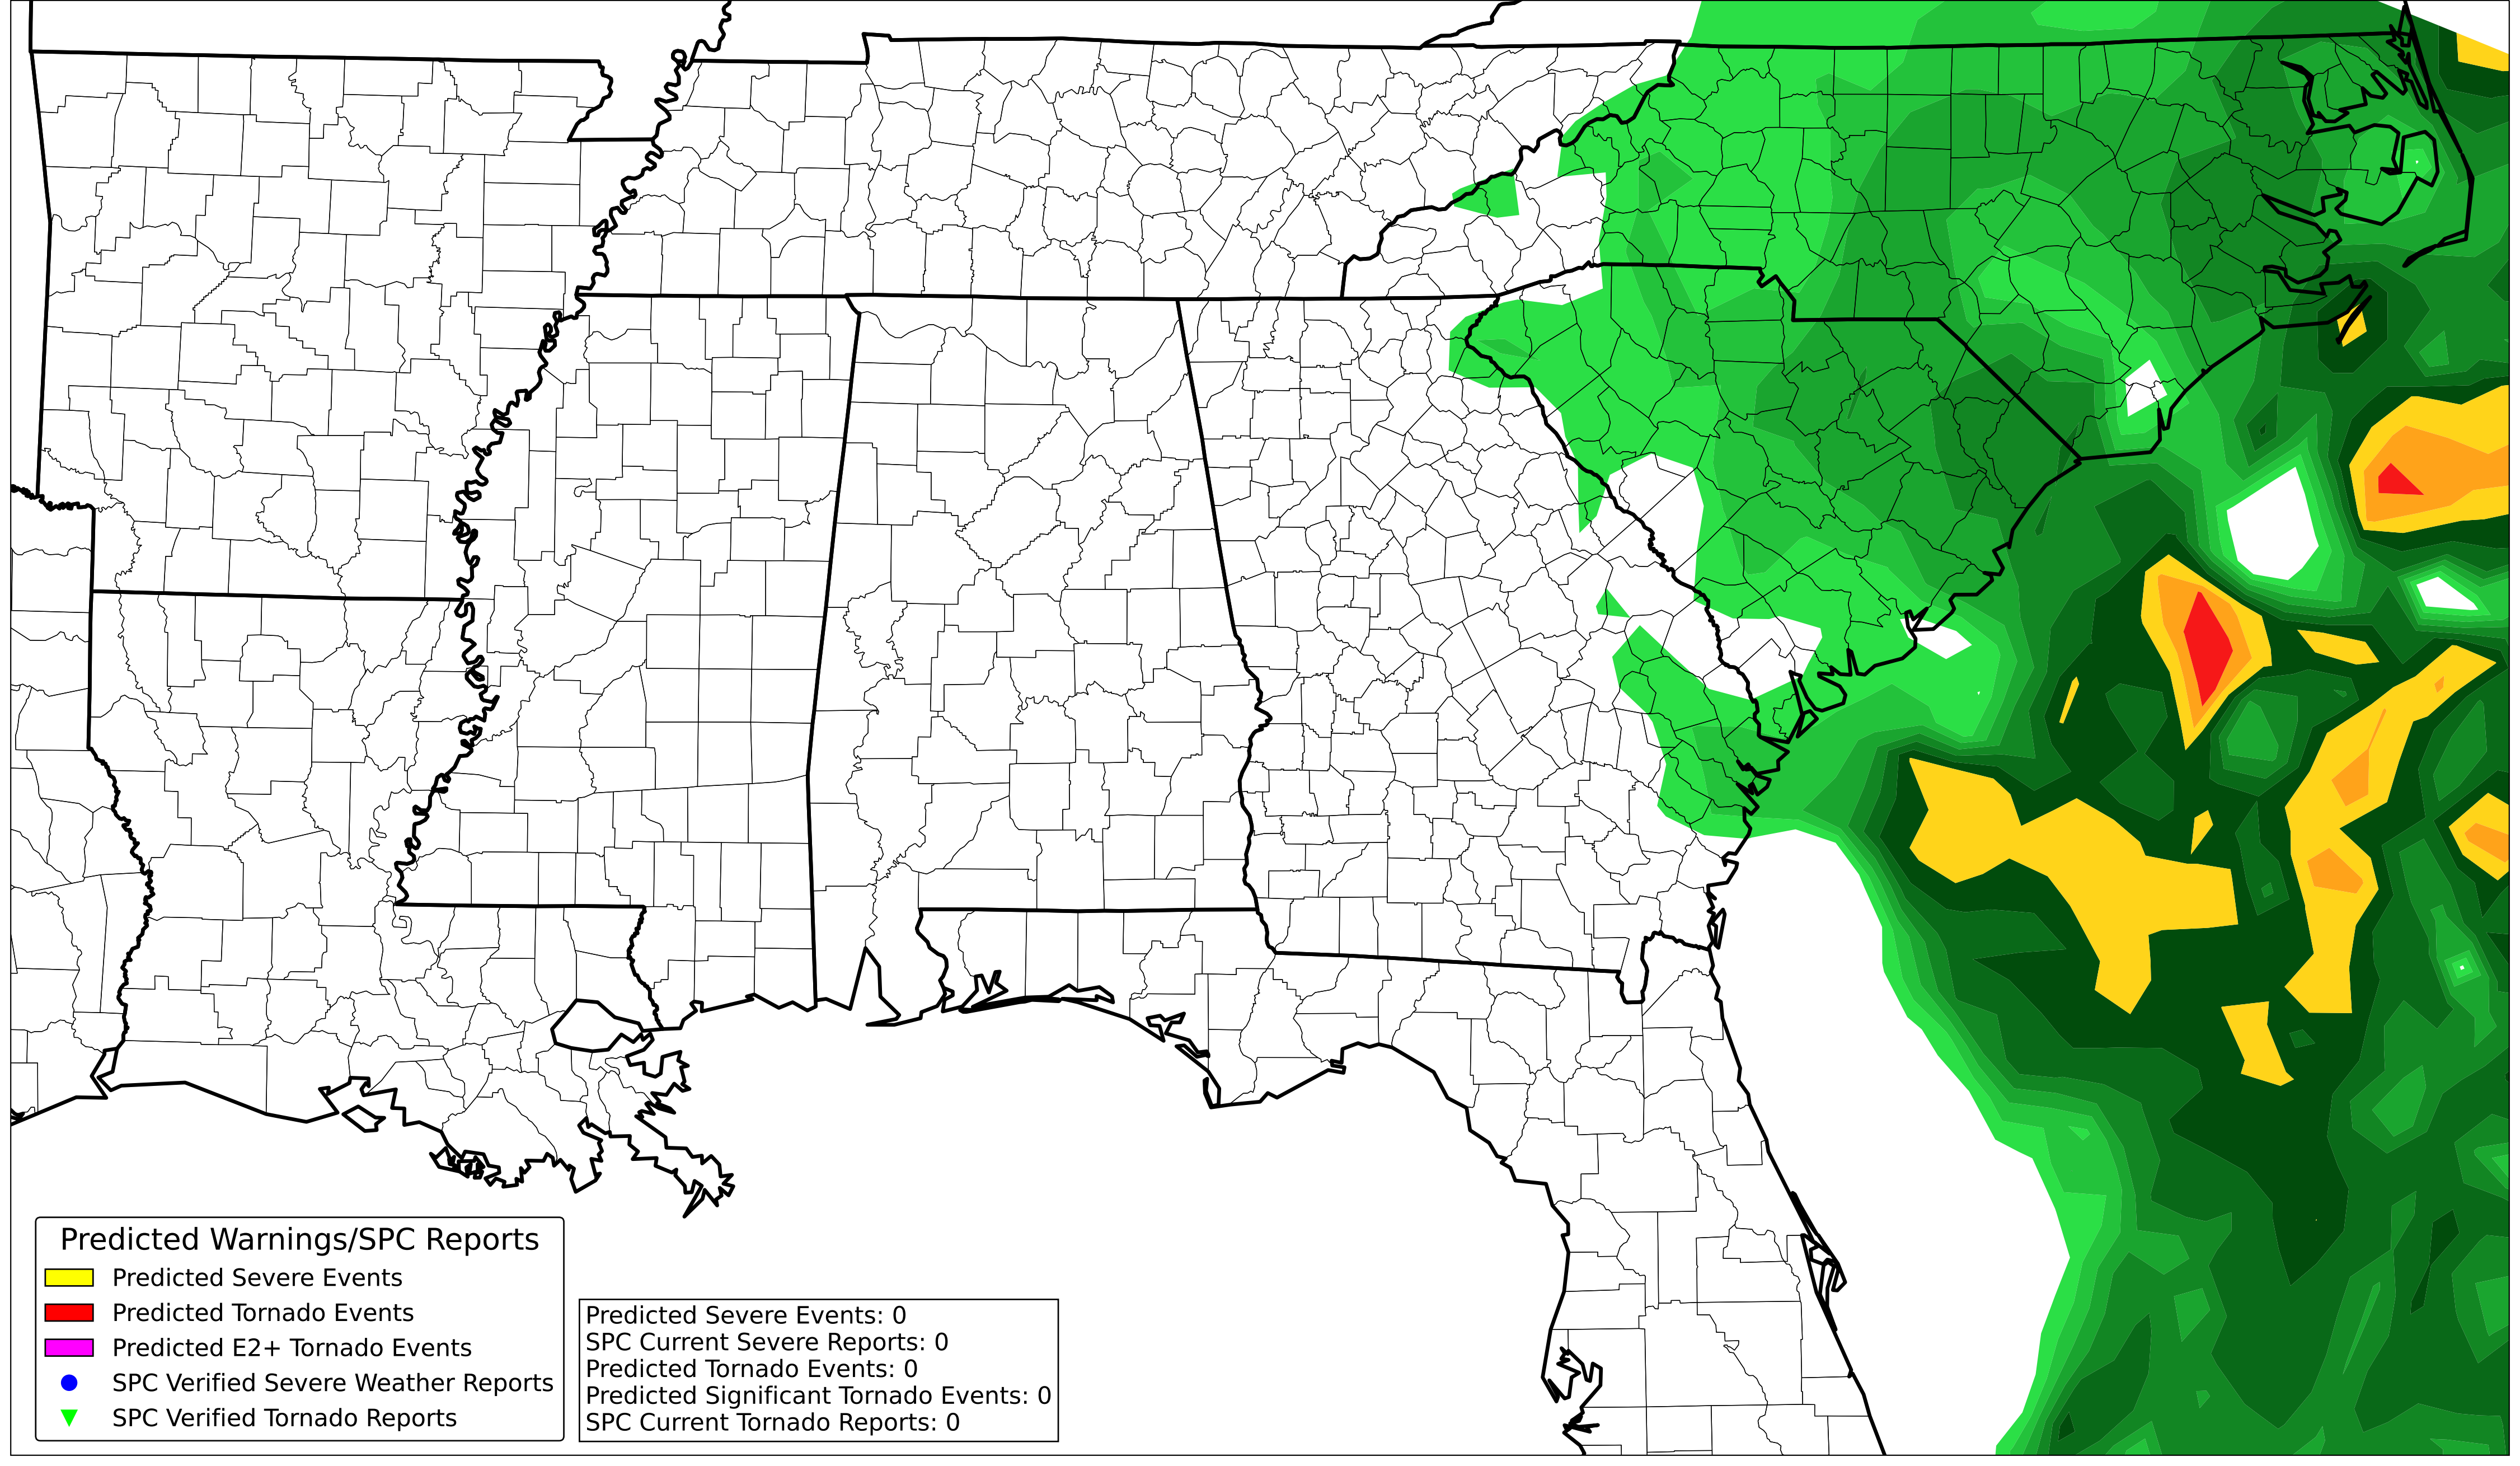 Predicted Warnings/SPC Reports
Predicted Severe Events
Predicted Tornado Events
Predicted E2+ Tornado Events
SPC Verified Severe Weather Reports
SPC Verified Tornado Reports
Predicted Severe Events: 0
SPC Current Severe Reports: 0
Predicted Tornado Events: 0
Predicted Significant Tornado Events: 0
SPC Current Tornado Reports: 0